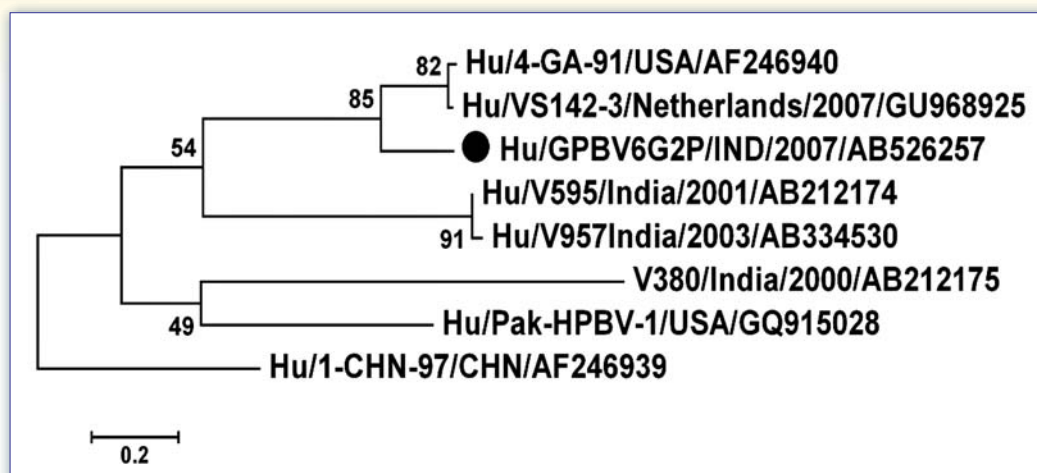 82 Hu/4-GA-91/USA/AF246940
85 Hu/VS142-3/Netherlands/2007/GU968925
Hu/GPBV6G2P/IND/2007/AB526257
54
Hu/V595/India/2001/AB212174
91 Hu/V957India/2003/AB334530
V380/India/2000/AB212175
49 Hu/Pak-HPBV-1/USA/GQ915028
Hu/1-CHN-97/CHN/AF246939
0.2